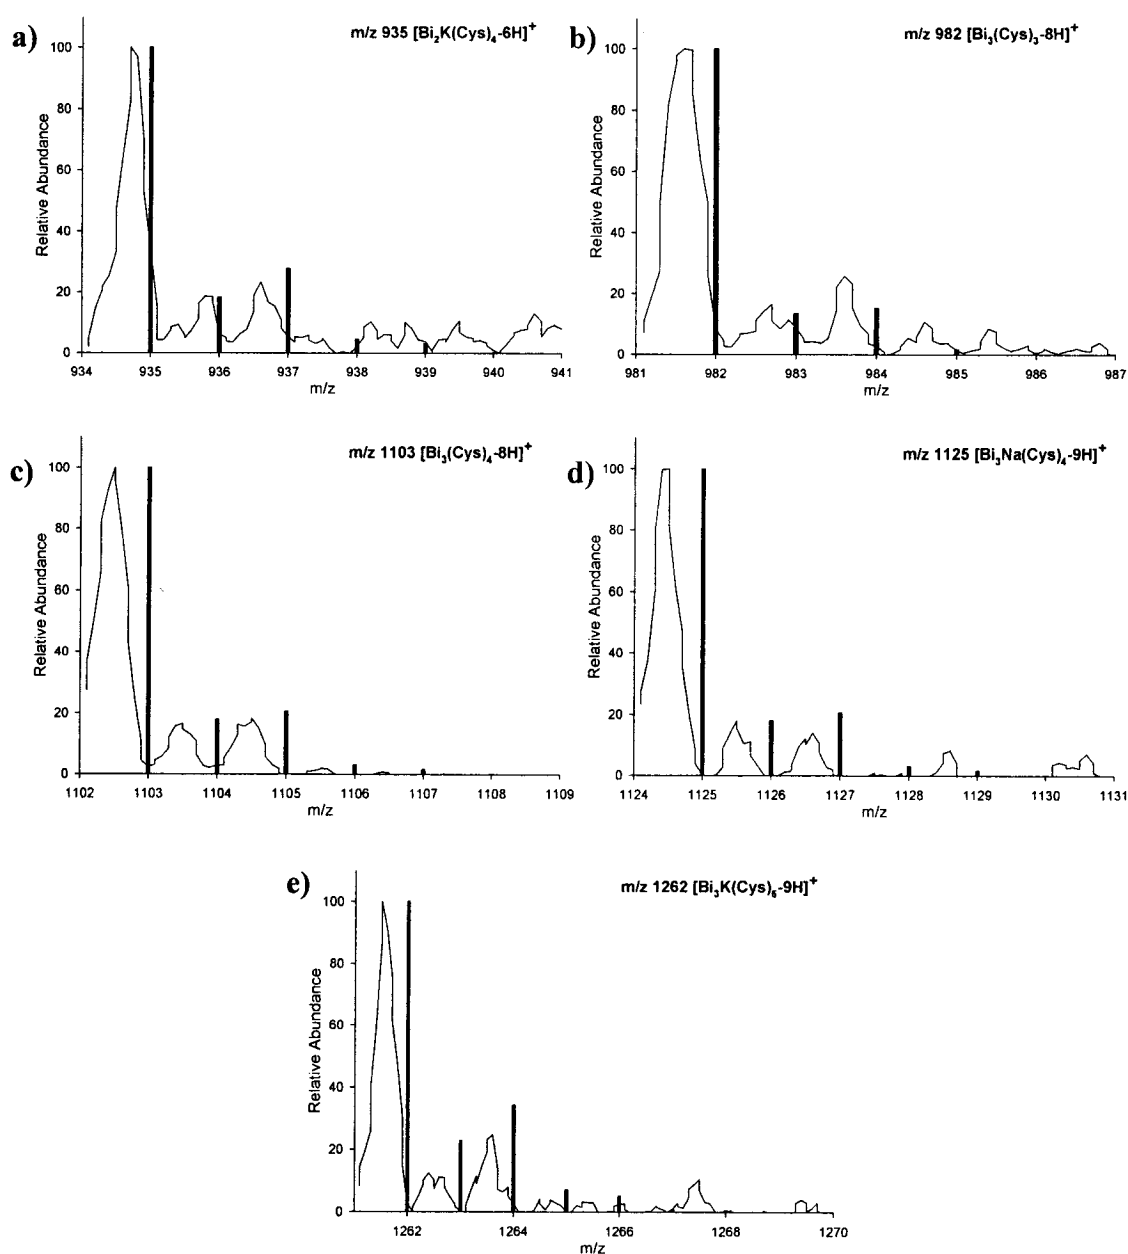 a)
m/z 935 [Bi₂K(Cys)₄-6H]⁺
Relative Abundance
100
80
60
40
20
0
934 935 936 937 938 939 940 941
m/z
b)
m/z 982 [Bi₃(Cys)₃-8H]⁺
Relative Abundance
100
80
60
40
20
0
981 982 983 984 985 986 987
m/z
c)
m/z 1103 [Bi₃(Cys)₄-8H]⁺
Relative Abundance
100
80
60
40
20
0
1102 1103 1104 1105 1106 1107 1108 1109
m/z
d)
m/z 1125 [Bi₃Na(Cys)₄-9H]⁺
Relative Abundance
100
80
60
40
20
0
1124 1125 1126 1127 1128 1129 1130 1131
m/z
e)
m/z 1262 [Bi₃K(Cys)₅-9H]⁺
Relative Abundance
100
80
60
40
20
0
1262 1264 1266 1268 1270
m/z